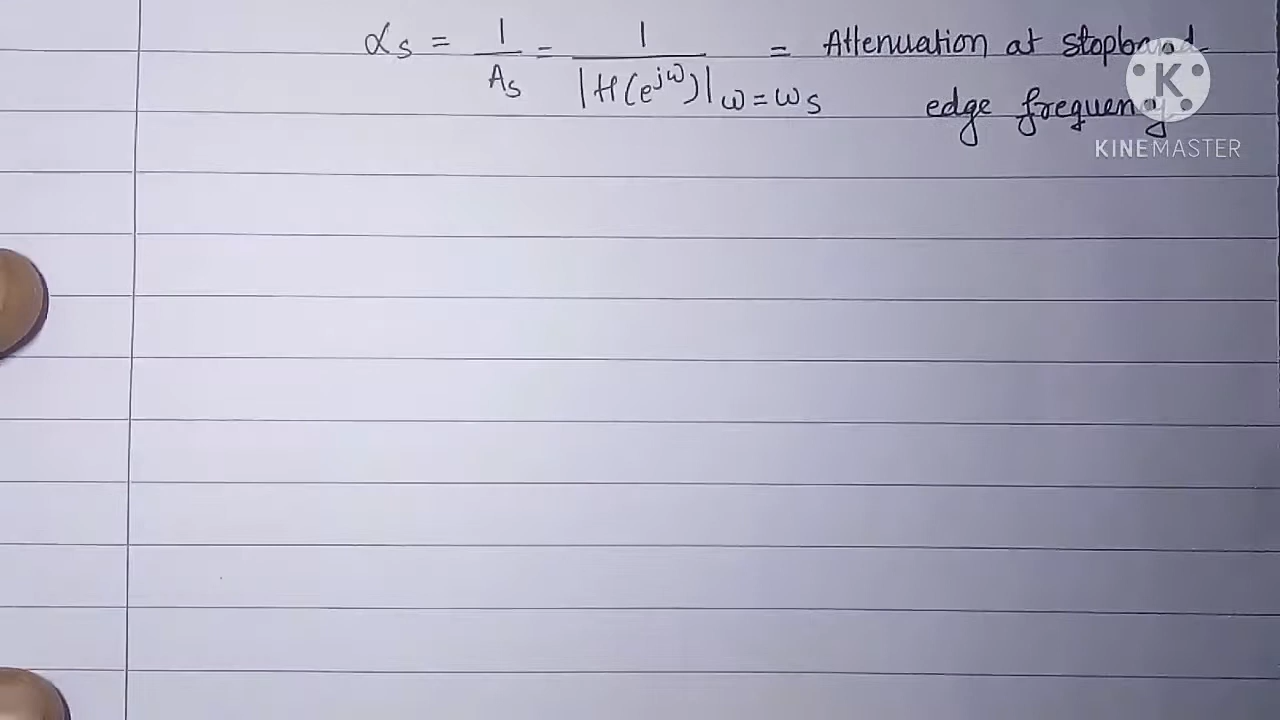 αs = 1/As = 1/|H(e^jω)|ω=ωs = Attenuation at stopband
edge frequency
KINEMASTER